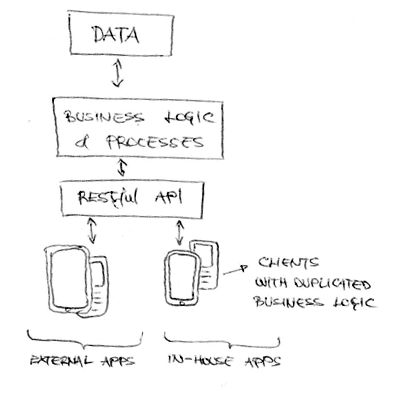 DATA
BUSINESS LOGIC
& PROCESSES
RESTful API
CLIENTS
WITH DUPLICATED
BUSINESS LOGIC
EXTERNAL APPS
IN-HOUSE APPS